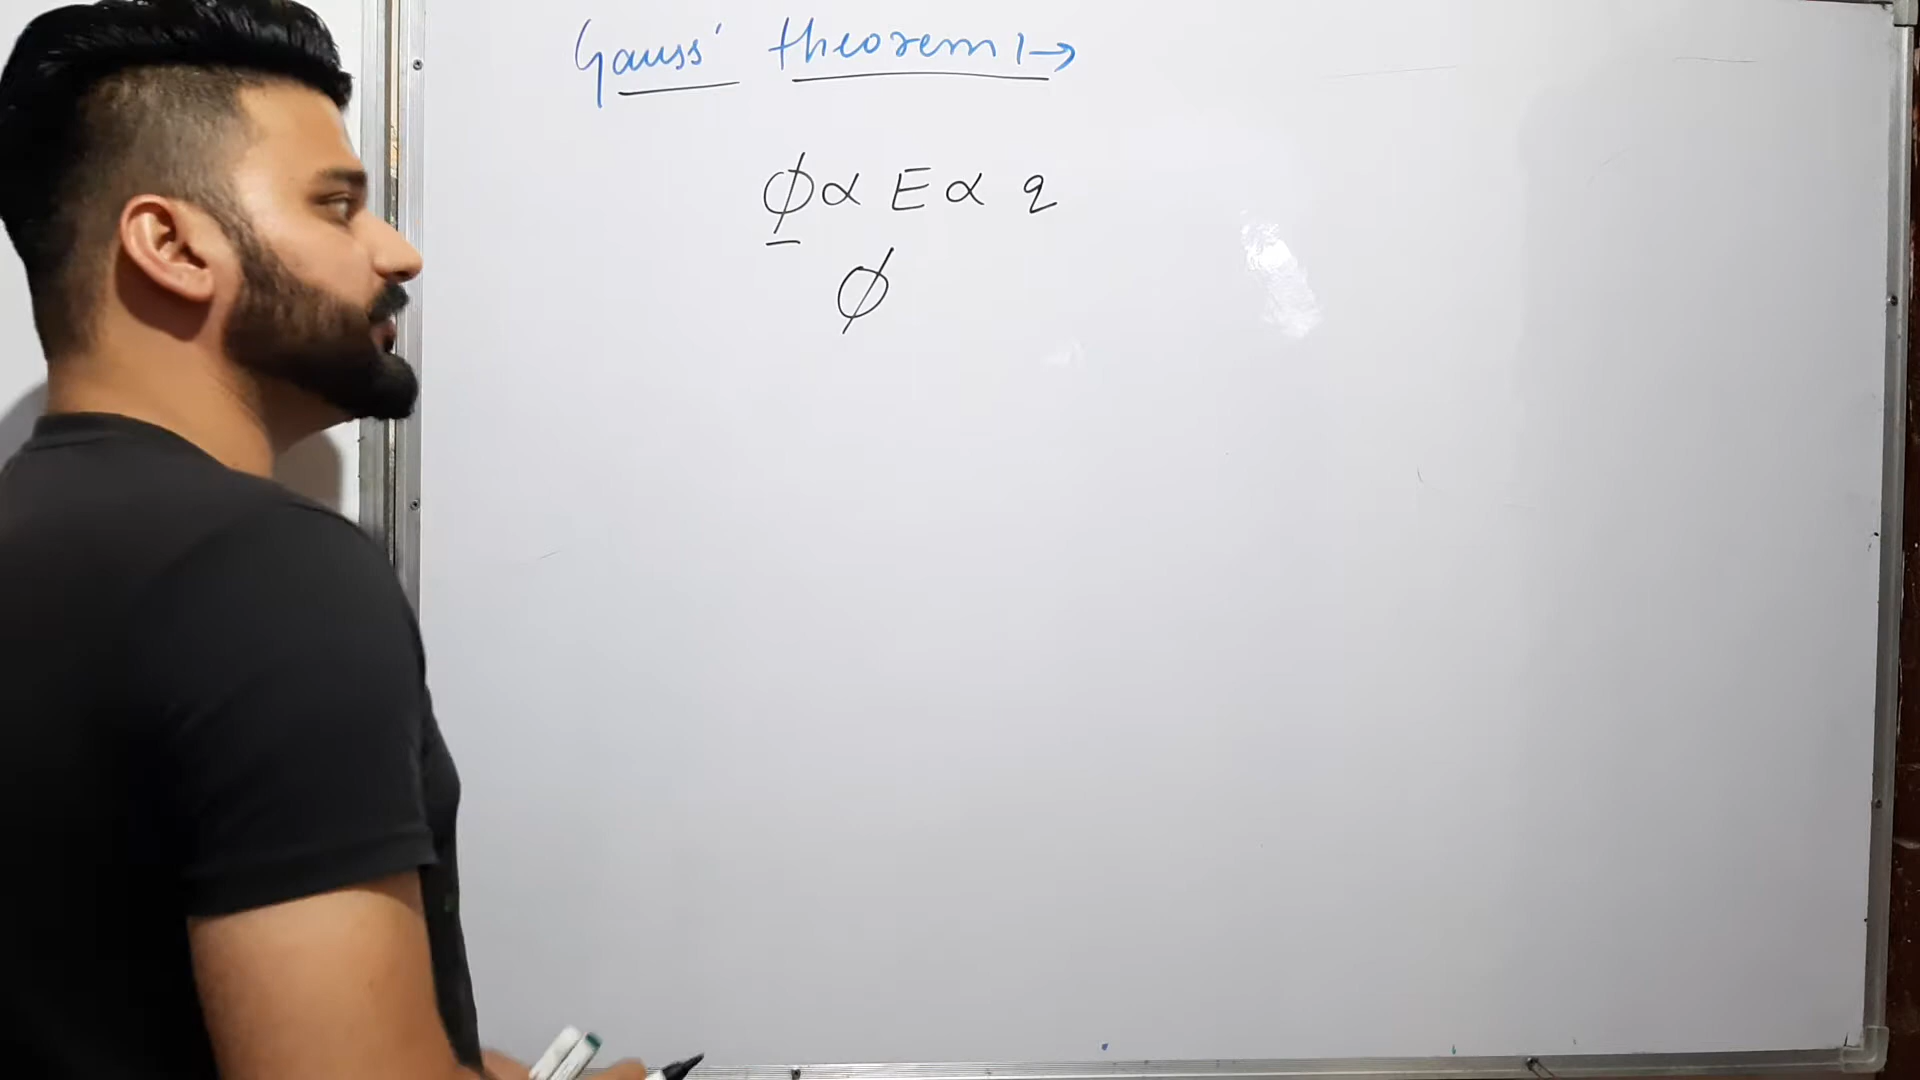 Gauss' theorem :→
ϕ ∝ E ∝ q
ϕ